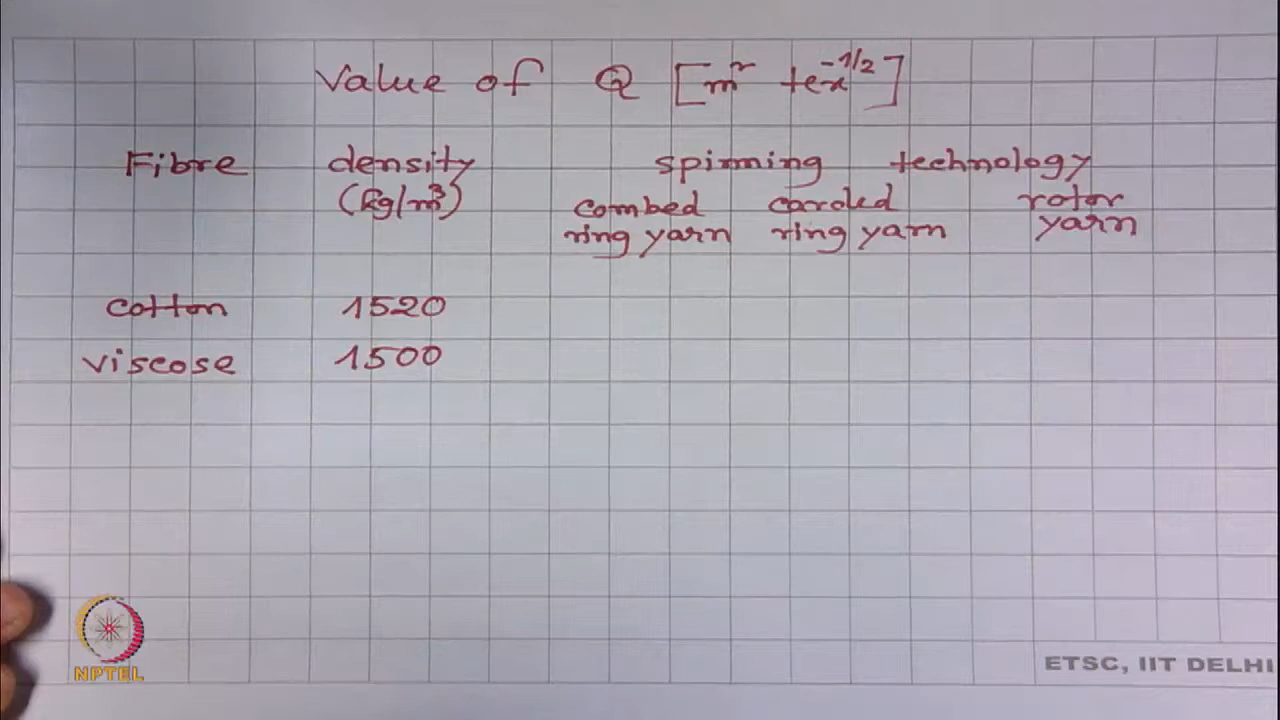 Value of Q [m² tex^-1/2]
Fibre density spinning technology
(kg/m³) combed carded rotor
ring yarn ring yarn yarn
cotton 1520
viscose 1500
NPTEL
ETSC, IIT DELHI